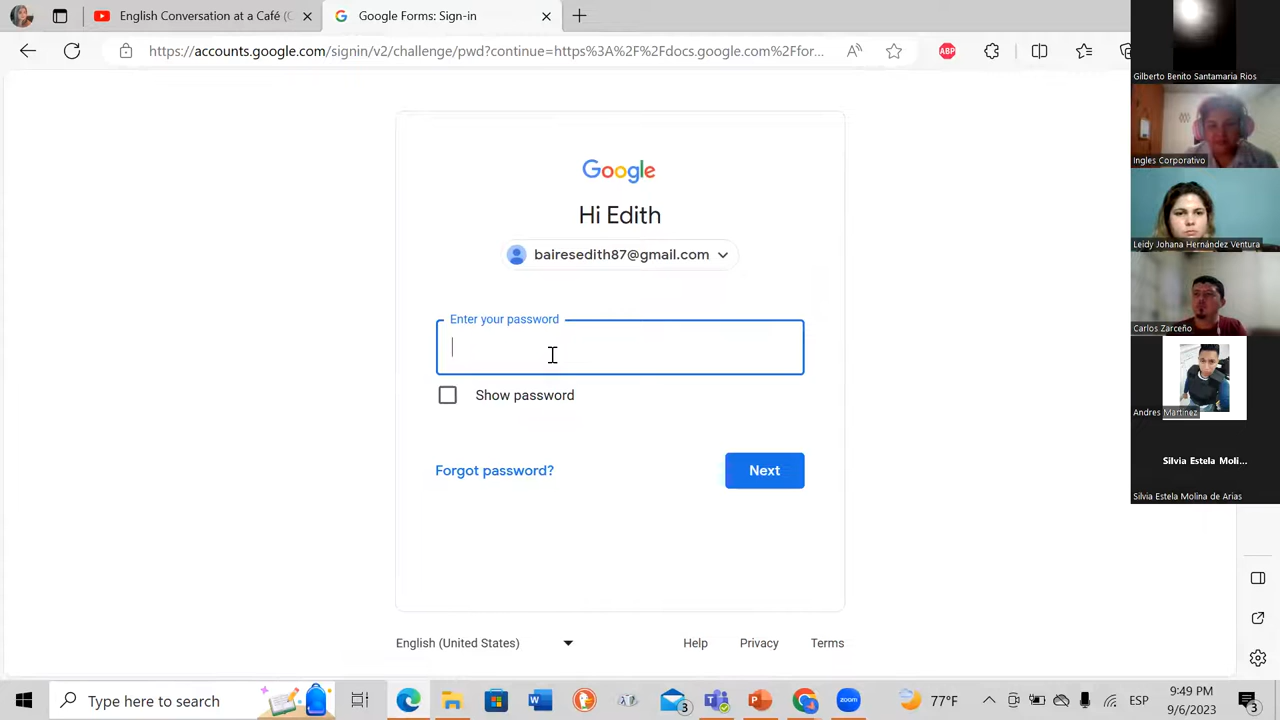 English Conversation at a Café (C
Google Forms: Sign-in
https://accounts.google.com/signin/v2/challenge/pwd?continue=https%3A%2F%2Fdocs.google.com%2Ffor...
ABP
Google
Hi Edith
bairesedith87@gmail.com
Enter your password
Show password
Forgot password?
Next
English (United States)
Help
Privacy
Terms
Gilberto Benito Santamaria Rios
Ingles Corporativo
Leidy Johana Hernández Ventura
Carlos Zarceño
Andres Martinez
Silvia Estela Moli...
Silvia Estela Molina de Arias
Type here to search
3
zoom
77°F
ESP
9:49 PM
9/6/2023
3